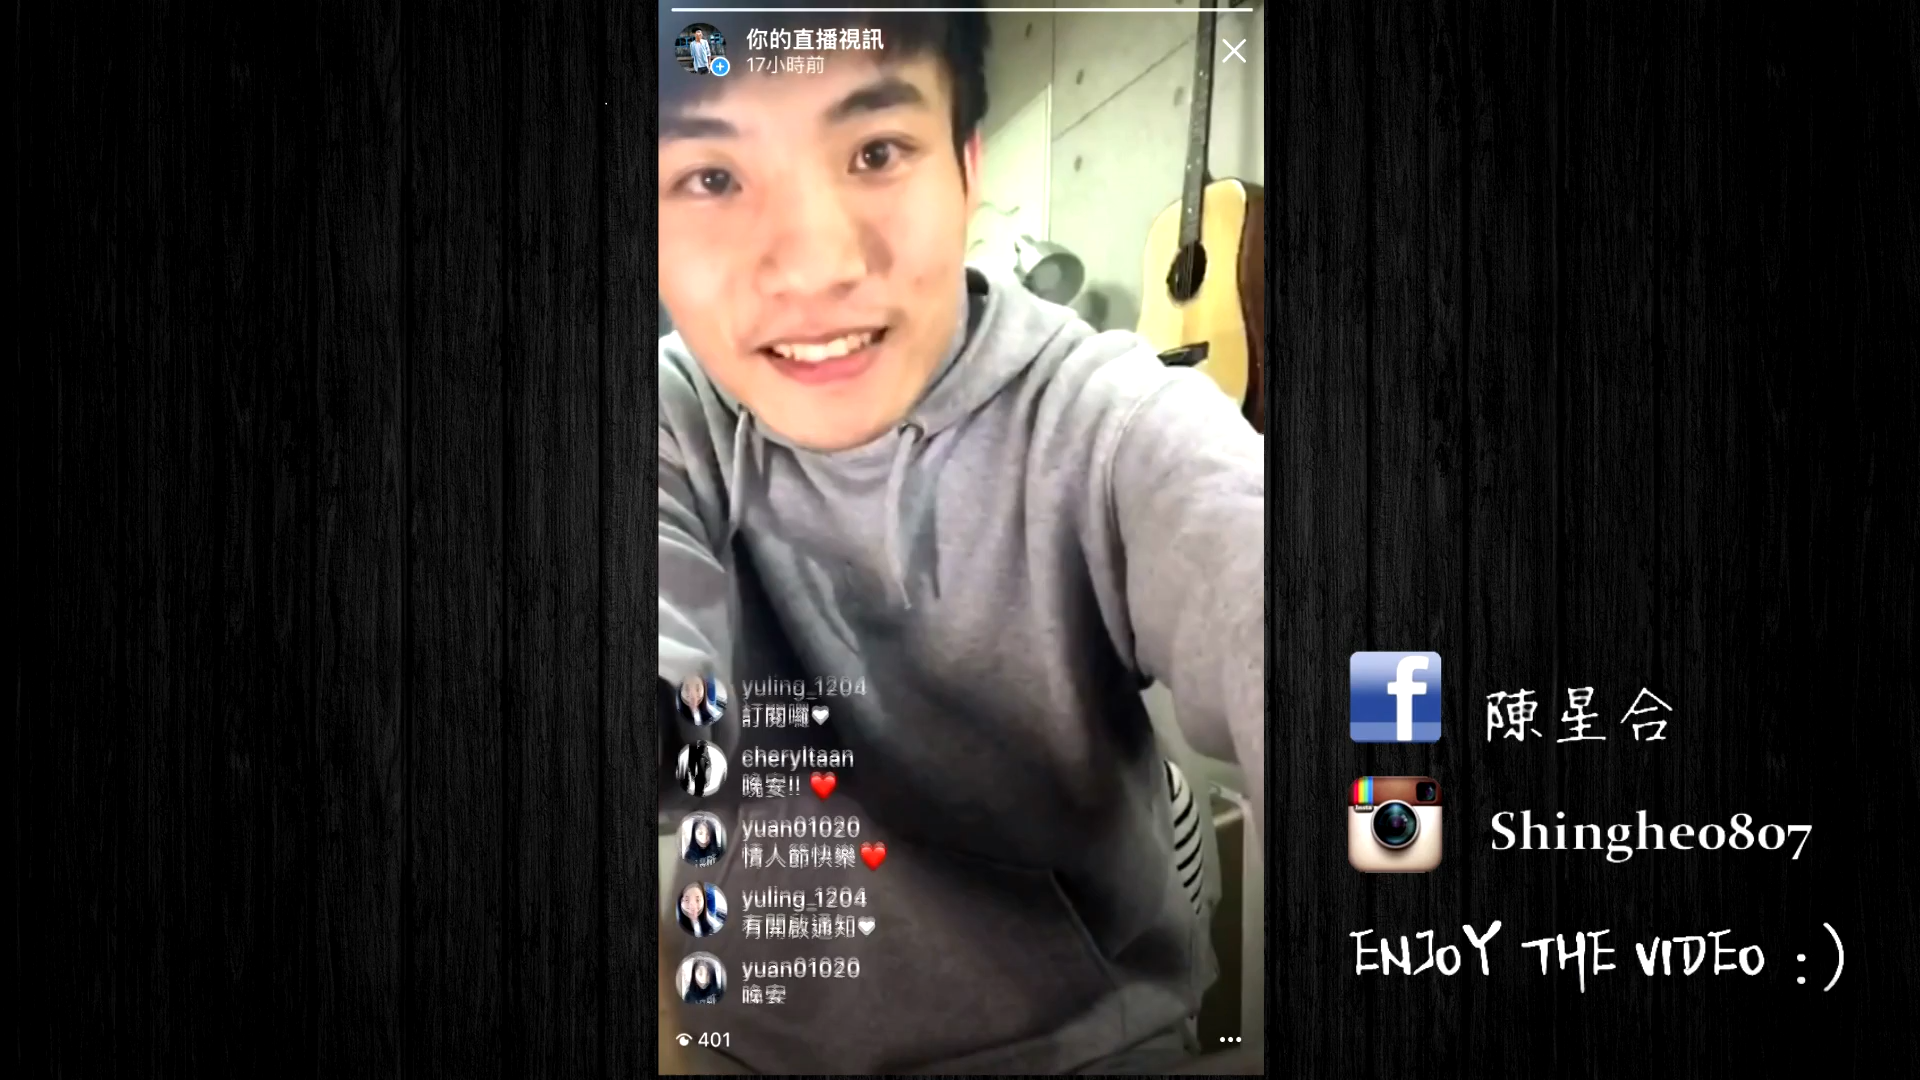 你的直播視訊
17小時前
yuling_1204
訂閱囉
cheryltaan
晚安!! ❤️
yuan01020
情人節快樂❤️
yuling_1204
有開啟通知
yuan01020
晚安
401
陳星合
Shingheo807
ENJOY THE VIDEO :)